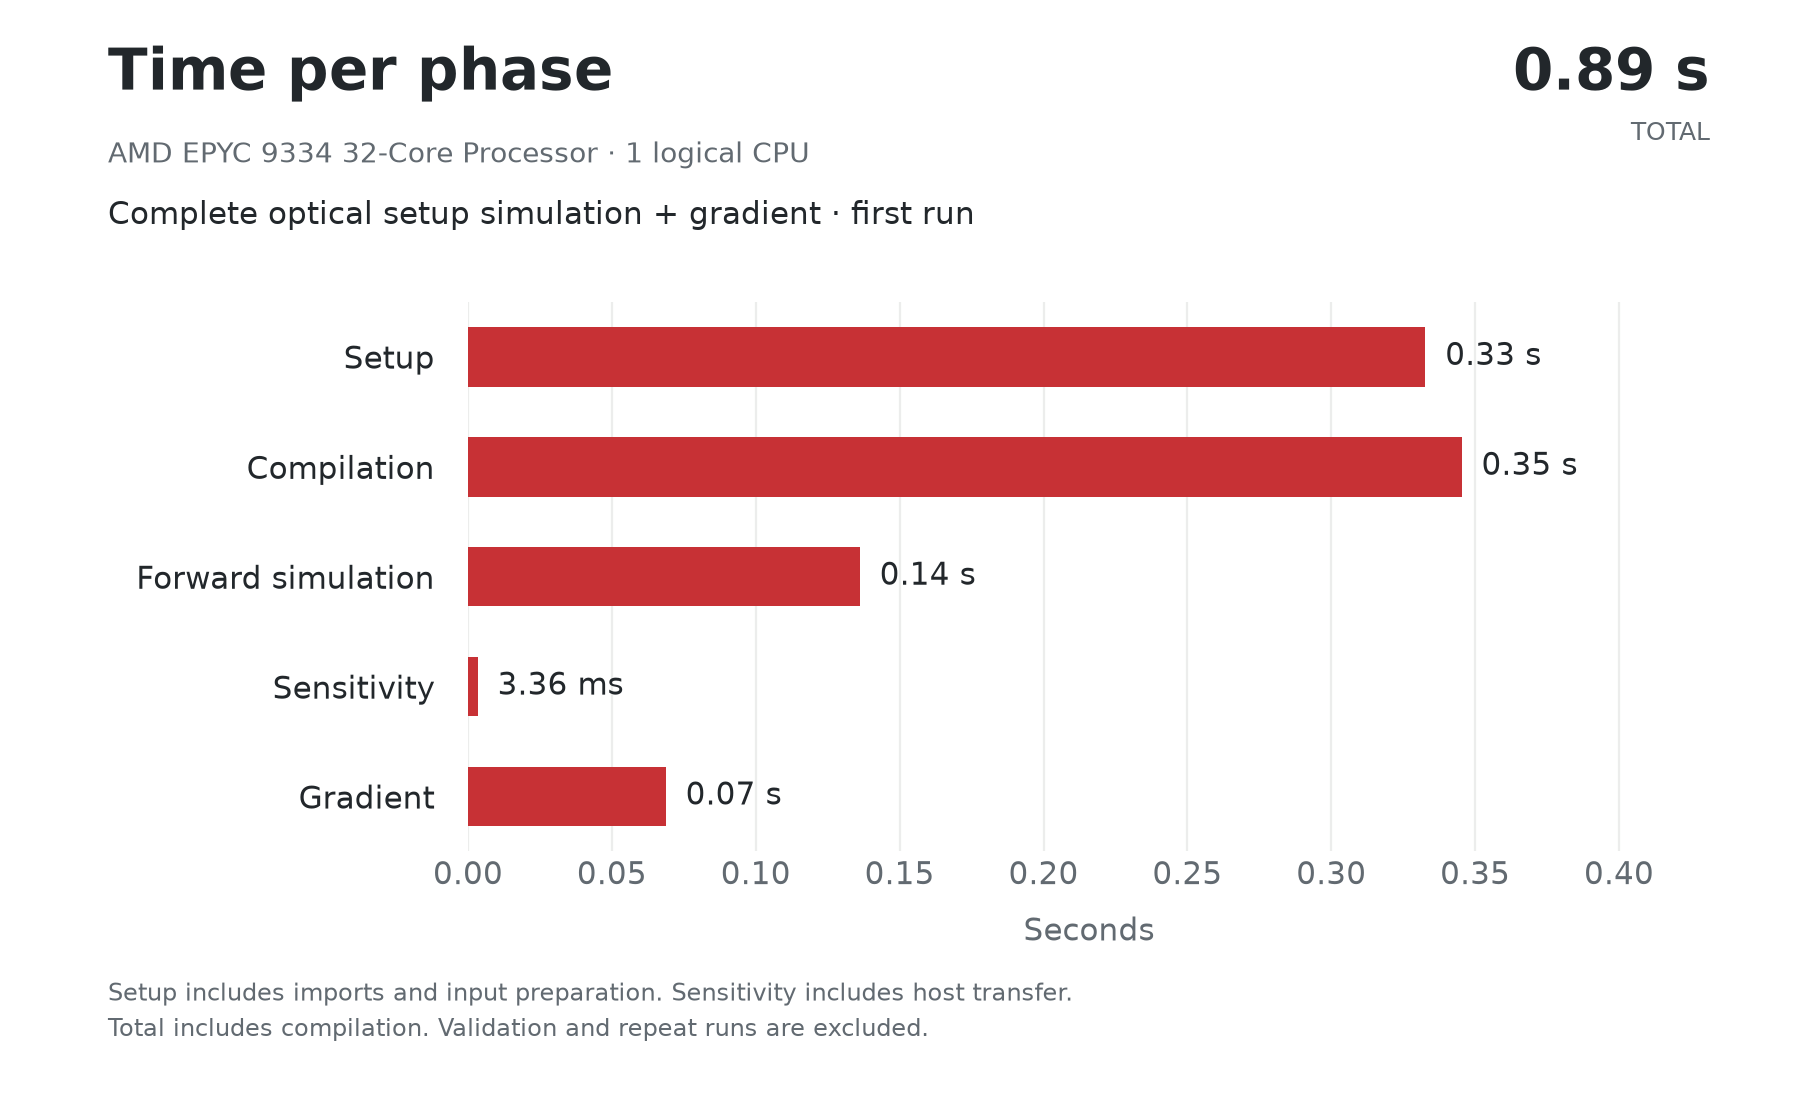 Time per phase
0.89 s
TOTAL
AMD EPYC 9334 32-Core Processor · 1 logical CPU
Complete optical setup simulation + gradient · first run
Setup
0.33 s
Compilation
0.35 s
Forward simulation
0.14 s
Sensitivity
3.36 ms
Gradient
0.07 s
0.00 0.05 0.10 0.15 0.20 0.25 0.30 0.35 0.40
Seconds
Setup includes imports and input preparation. Sensitivity includes host transfer.
Total includes compilation. Validation and repeat runs are excluded.